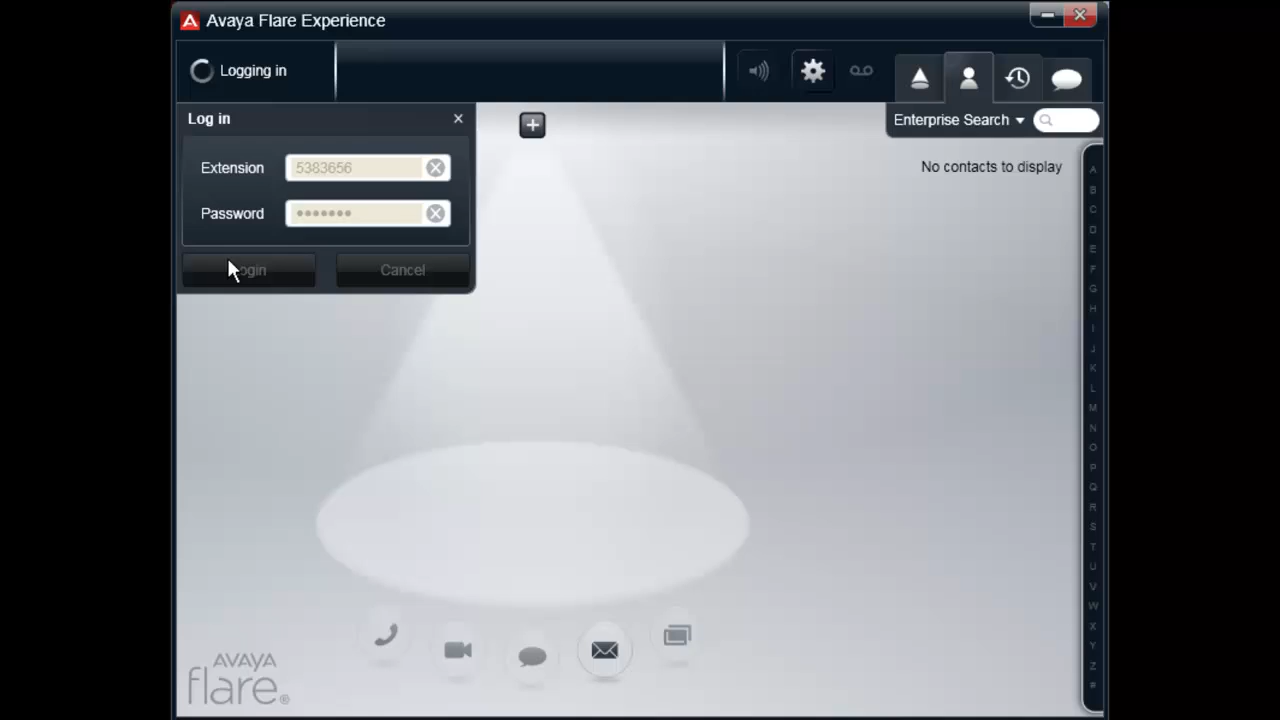 Avaya Flare Experience
Logging in
Log in
Enterprise Search
Extension
5383656
No contacts to display
Password
•••••••
Login
Cancel
A
B
C
D
E
F
G
H
I
J
K
L
M
N
O
P
Q
R
S
T
U
V
W
X
Y
Z
#
AVAYA
flare®